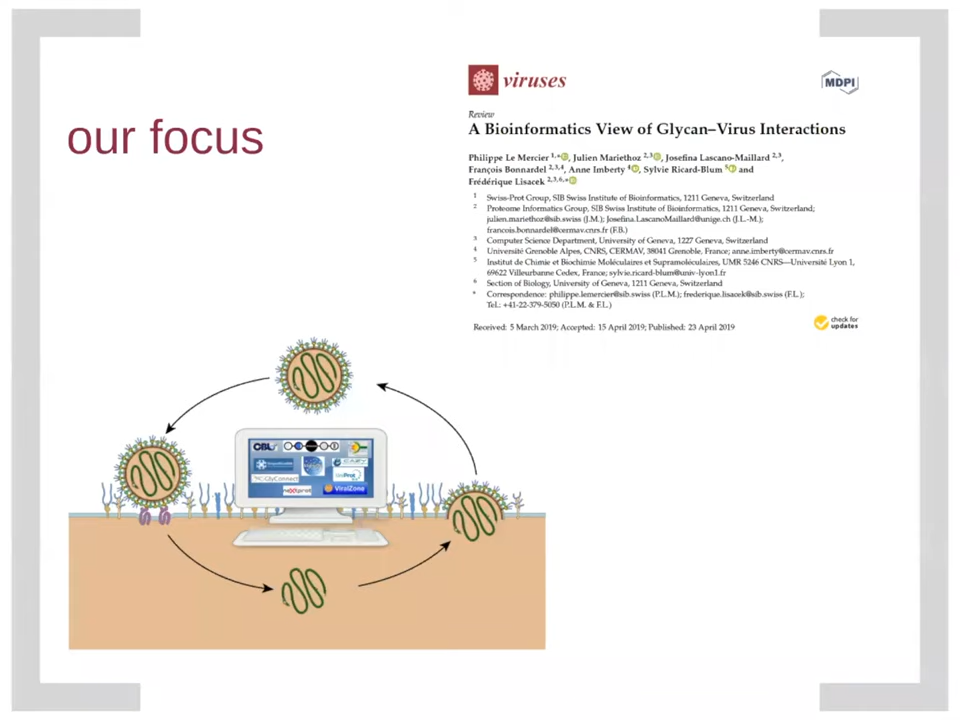 our focus
viruses
MDPI
Review
A Bioinformatics View of Glycan–Virus Interactions
Philippe Le Mercier 1,*, Julien Mariethoz 2,3, Josefina Lascano-Maillard 2,3,
François Bonnardel 2,3,4, Anne Imberty 4, Sylvie Ricard-Blum 5 and
Frédérique Lisacek 2,3,6,*
1 Swiss-Prot Group, SIB Swiss Institute of Bioinformatics, 1211 Geneva, Switzerland
2 Proteome Informatics Group, SIB Swiss Institute of Bioinformatics, 1211 Geneva, Switzerland;
julien.mariethoz@sib.swiss (J.M.); Josefina.LascanoMaillard@unige.ch (J.L.-M.);
francois.bonnardel@cermav.cnrs.fr (F.B.)
3 Computer Science Department, University of Geneva, 1227 Geneva, Switzerland
4 Université Grenoble Alpes, CNRS, CERMAV, 38041 Grenoble, France; anne.imberty@cermav.cnrs.fr
5 Institut de Chimie et Biochimie Moléculaires et Supramoléculaires, UMR 5246 CNRS—Université Lyon 1,
69622 Villeurbanne Cedex, France; sylvie.ricard-blum@univ-lyon1.fr
6 Section of Biology, University of Geneva, 1211 Geneva, Switzerland
* Correspondence: philippe.lemercier@sib.swiss (P.L.M.); frederique.lisacek@sib.swiss (F.L.);
Tel.: +41-22-379-5050 (P.L.M. & F.L.)
check for
updates
Received: 5 March 2019; Accepted: 15 April 2019; Published: 23 April 2019
GlyConnect
ViralZone